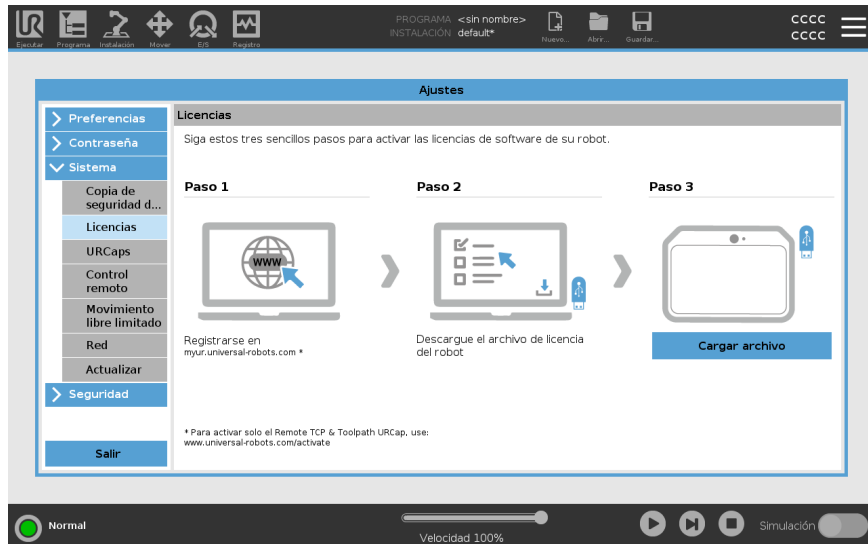 PROGRAMA <sin nombre>
INSTALACIÓN default*
Ejecutar Programa Instalación Mover E/S Registro Nuevo... Abrir... Guardar...
cccc
cccc
Ajustes
Preferencias
Contraseña
Sistema
Copia de
seguridad d...
Licencias
URCaps
Control
remoto
Movimiento
libre limitado
Red
Actualizar
Seguridad
Salir
Licencias
Siga estos tres sencillos pasos para activar las licencias de software de su robot.
Paso 1
WWW
Registrarse en
myur.universal-robots.com *
Paso 2
Descargue el archivo de licencia
del robot
Paso 3
Cargar archivo
* Para activar solo el Remote TCP & Toolpath URCap, use:
www.universal-robots.com/activate
Normal
Velocidad 100%
Simulación